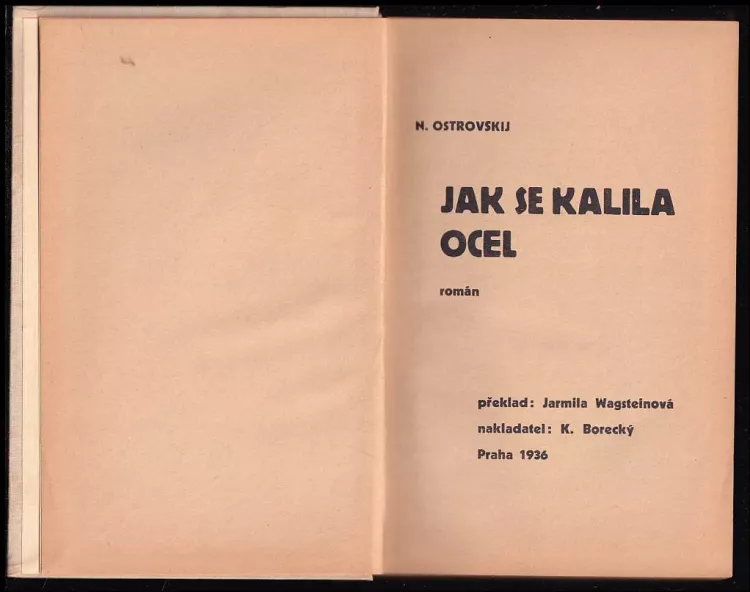 N. OSTROVSKIJ
JAK SE KALILA
OCEL
román
překlad: Jarmila Wagsteinová
nakladatel: K. Borecký
Praha 1936